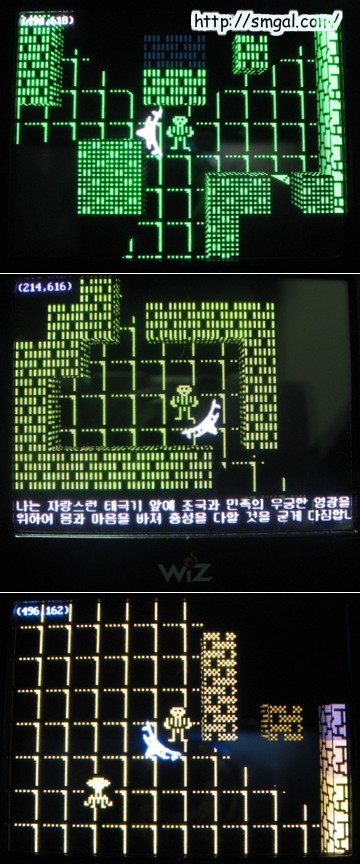 (496,618)
http://smgal.com/
(214,616)
나는 자랑스런 태극기 앞에 조국과 민족의 무궁한 영광을
위하여 몸과 마음을 바쳐 충성을 다할 것을 굳게 다짐합니
WiZ
(496,162)